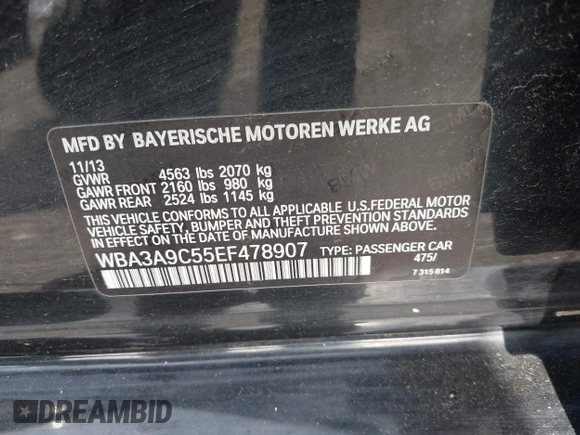 MFD BY BAYERISCHE MOTOREN WERKE AG
11/13
GVWR 4563 lbs 2070 kg
GAWR FRONT 2160 lbs 980 kg
GAWR REAR 2524 lbs 1145 kg
THIS VEHICLE CONFORMS TO ALL APPLICABLE U.S.FEDERAL MOTOR
VEHICLE SAFETY, BUMPER AND THEFT PREVENTION STANDARDS
IN EFFECT ON THE DATE OF MANUFACTURE SHOWN ABOVE.
WBA3A9C55EF478907 TYPE: PASSENGER CAR
475/
7 315 814
DREAMBID